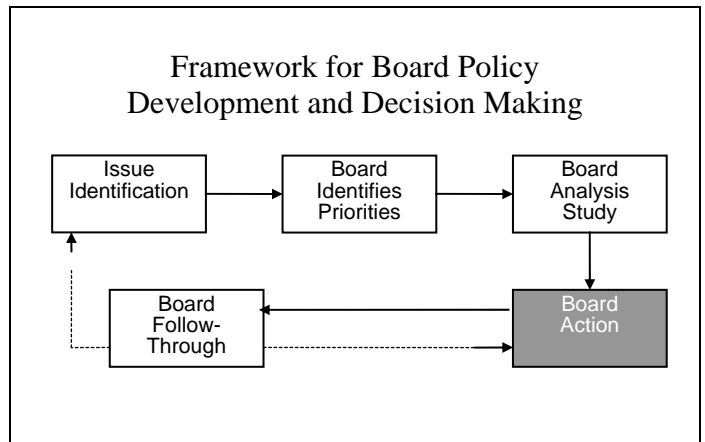 Framework for Board Policy
Development and Decision Making
Issue
Identification
Board
Identifies
Priorities
Board
Analysis
Study
Board
Follow-
Through
Board
Action